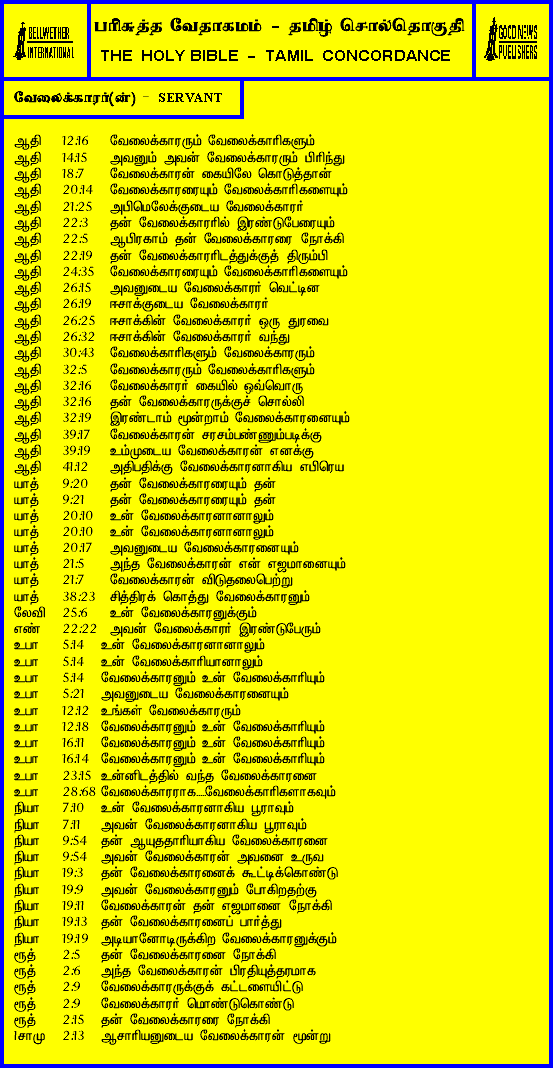 BELLWETHER
INTERNATIONAL
பரிசுத்த வேதாகமம் - தமிழ் சொல்தொகுதி
THE HOLY BIBLE - TAMIL CONCORDANCE
GOOD NEWS
PUBLISHERS
வேலைக்காரர்(ன்) - SERVANT
ஆதி 12:16 வேலைக்காரரும் வேலைக்காரிகளும்
ஆதி 14:15 அவனும் அவன் வேலைக்காரரும் பிரிந்து
ஆதி 18:7 வேலைக்காரன் கையிலே கொடுத்தான்
ஆதி 20:14 வேலைக்காரரையும் வேலைக்காரிகளையும்
ஆதி 21:25 அபிமெலேக்குடைய வேலைக்காரர்
ஆதி 22:3 தன் வேலைக்காரரில் இரண்டுபேரையும்
ஆதி 22:5 ஆபிரகாம் தன் வேலைக்காரரை நோக்கி
ஆதி 22:19 தன் வேலைக்காரரிடத்துக்குத் திரும்பி
ஆதி 24:35 வேலைக்காரரையும் வேலைக்காரிகளையும்
ஆதி 26:15 அவனுடைய வேலைக்காரர் வெட்டின
ஆதி 26:19 ஈசாக்குடைய வேலைக்காரர்
ஆதி 26:25 ஈசாக்கின் வேலைக்காரர் ஒரு துரவை
ஆதி 26:32 ஈசாக்கின் வேலைக்காரர் வந்து
ஆதி 30:43 வேலைக்காரிகளும் வேலைக்காரரும்
ஆதி 32:5 வேலைக்காரரும் வேலைக்காரிகளும்
ஆதி 32:16 வேலைக்காரர் கையில் ஒவ்வொரு
ஆதி 32:16 தன் வேலைக்காரருக்குச் சொல்லி
ஆதி 32:19 இரண்டாம் மூன்றாம் வேலைக்காரனையும்
ஆதி 39:17 வேலைக்காரன் சரசம்பண்ணும்படிக்கு
ஆதி 39:19 உம்முடைய வேலைக்காரன் எனக்கு
ஆதி 41:12 அதிபதிக்கு வேலைக்காரனாகிய எபிரெய
யாத் 9:20 தன் வேலைக்காரரையும் தன்
யாத் 9:21 தன் வேலைக்காரரையும் தன்
யாத் 20:10 உன் வேலைக்காரனானாலும்
யாத் 20:10 உன் வேலைக்காரனானாலும்
யாத் 20:17 அவனுடைய வேலைக்காரனையும்
யாத் 21:5 அந்த வேலைக்காரன் என் எஜமானையும்
யாத் 21:7 வேலைக்காரன் விடுதலைபெற்று
யாத் 38:23 சித்திரக் கொத்து வேலைக்காரனும்
லேவி 25:6 உன் வேலைக்காரனுக்கும்
எண் 22:22 அவன் வேலைக்காரர் இரண்டுபேரும்
உபா 5:14 உன் வேலைக்காரனானாலும்
உபா 5:14 உன் வேலைக்காரியானாலும்
உபா 5:14 வேலைக்காரனும் உன் வேலைக்காரியும்
உபா 5:21 அவனுடைய வேலைக்காரனையும்
உபா 12:12 உங்கள் வேலைக்காரரும்
உபா 12:18 வேலைக்காரனும் உன் வேலைக்காரியும்
உபா 16:11 வேலைக்காரனும் உன் வேலைக்காரியும்
உபா 16:14 வேலைக்காரனும் உன் வேலைக்காரியும்
உபா 23:15 உன்னிடத்தில் வந்த வேலைக்காரனை
உபா 28:68 வேலைக்காரராக....வேலைக்காரிகளாகவும்
நியா 7:10 உன் வேலைக்காரனாகிய பூராவும்
நியா 7:11 அவன் வேலைக்காரனாகிய பூராவும்
நியா 9:54 தன் ஆயுததாரியாகிய வேலைக்காரனை
நியா 9:54 அவன் வேலைக்காரன் அவனை உருவ
நியா 19:3 தன் வேலைக்காரனைக் கூட்டிக்கொண்டு
நியா 19:9 அவன் வேலைக்காரனும் போகிறதற்கு
நியா 19:11 வேலைக்காரன் தன் எஜமானை நோக்கி
நியா 19:13 தன் வேலைக்காரனைப் பார்த்து
நியா 19:19 அடியானோடிருக்கிற வேலைக்காரனுக்கும்
ரூத் 2:5 தன் வேலைக்காரனை நோக்கி
ரூத் 2:6 அந்த வேலைக்காரன் பிரதியுத்தரமாக
ரூத் 2:9 வேலைக்காரருக்குக் கட்டளையிட்டு
ரூத் 2:9 வேலைக்காரர் மொண்டுகொண்டு
ரூத் 2:15 தன் வேலைக்காரரை நோக்கி
1சாமு 2:13 ஆசாரியனுடைய வேலைக்காரன் மூன்று